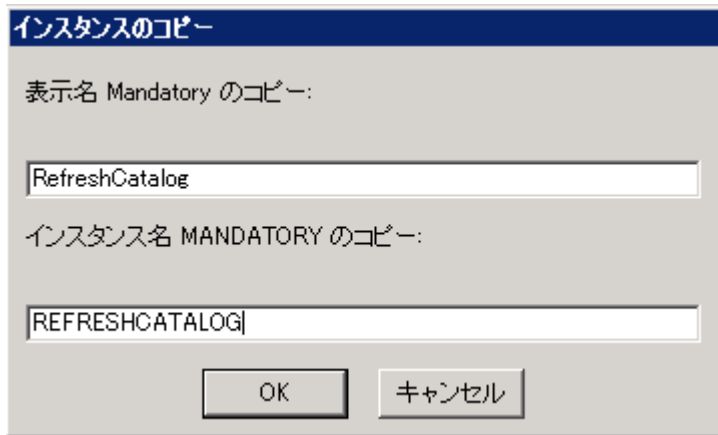 インスタンスのコピー
表示名 Mandatory のコピー:
RefreshCatalog
インスタンス名 MANDATORY のコピー:
REFRESHCATALOG
OK
キャンセル